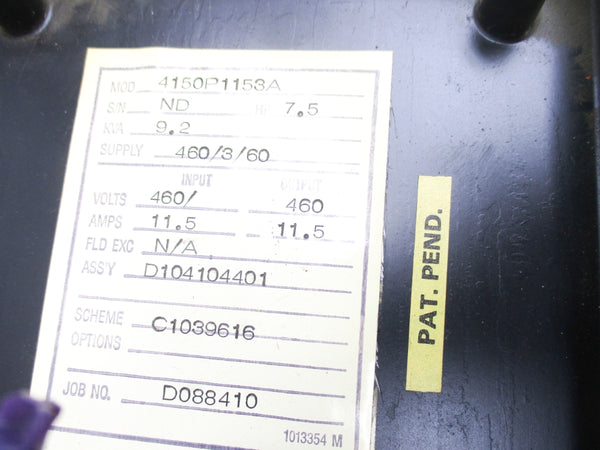 MOD 4150P1153A
S/N ND HP 7.5
KVA 9.2
SUPPLY 460/3/60
INPUT OUTPUT
VOLTS 460/ 460
AMPS 11.5 11.5
FLD EXC N/A
ASS'Y D104104401
SCHEME C1039616
OPTIONS
JOB NO. D088410
1013354 M
PAT. PEND.